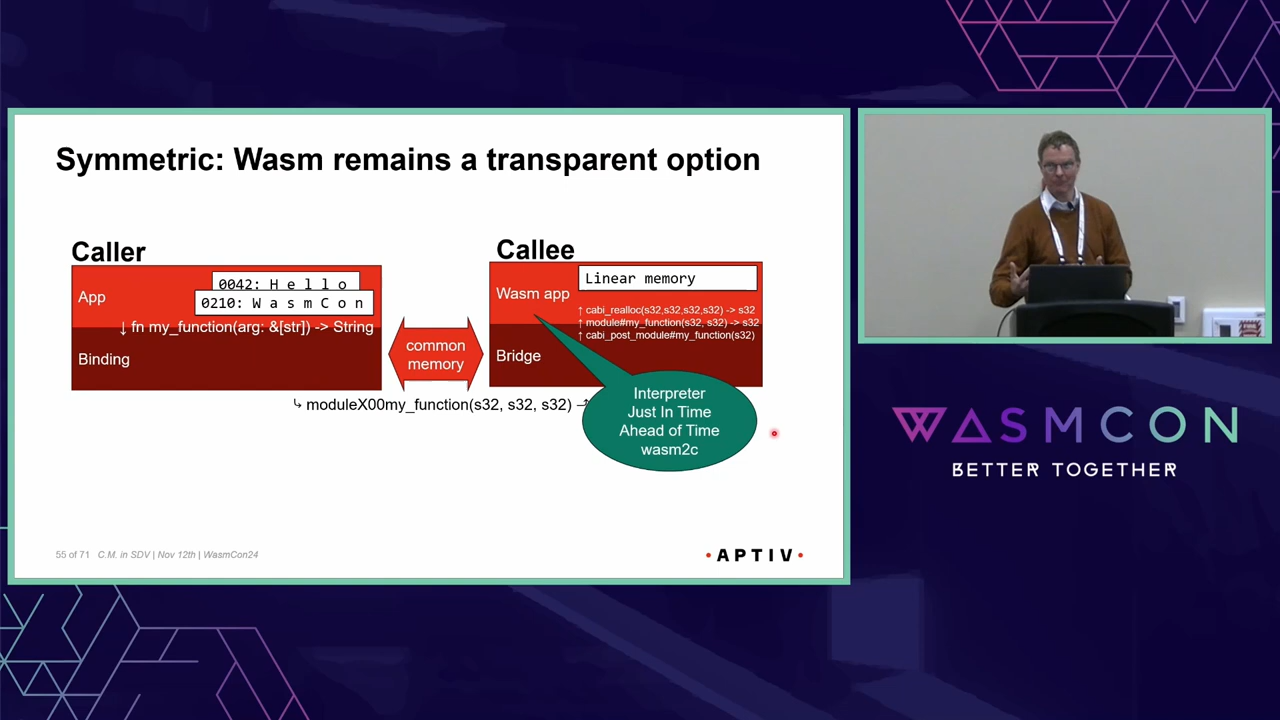 Symmetric: Wasm remains a transparent option
Caller
App
0042: H e l l o
0210: W a s m C o n
↓ fn my_function(arg: &[str]) -> String
Binding
common
memory
Callee
Wasm app
Linear memory
↑ cabi_realloc(s32,s32,s32,s32) -> s32
↑ module#my_function(s32, s32) -> s32
↑ cabi_post_module#my_function(s32)
Bridge
↳ moduleX00my_function(s32, s32, s32)
Interpreter
Just In Time
Ahead of Time
wasm2c
55 of 71 C.M. in SDV | Nov 12th | WasmCon24
• A P T I V •
WASMCON
BETTER TOGETHER